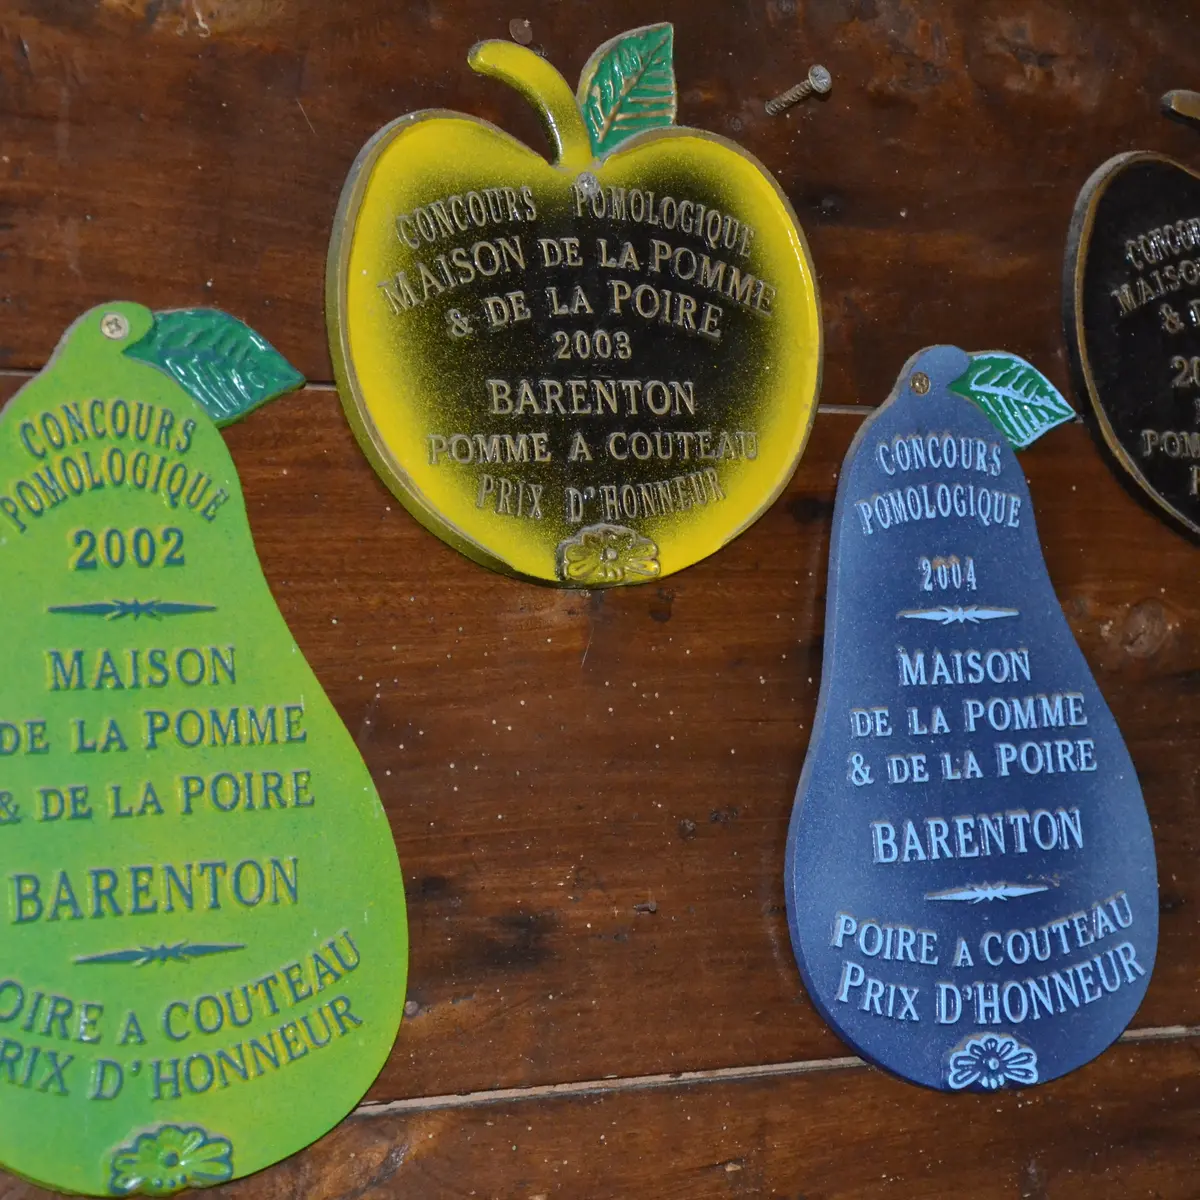 CONCOURS
POMOLOGIQUE
2002
MAISON
DE LA POMME
& DE LA POIRE
BARENTON
A COUTEAU
D'HONNEUR
CONCOURS POMOLOGIQUE
MAISON DE LA POMME
& DE LA POIRE
2003
BARENTON
POMME A COUTEAU
PRIX D'HONNEUR
CONCOURS
POMOLOGIQUE
2004
MAISON
DE LA POMME
& DE LA POIRE
BARENTON
POIRE A COUTEAU
PRIX D'HONNEUR
MAISON
&